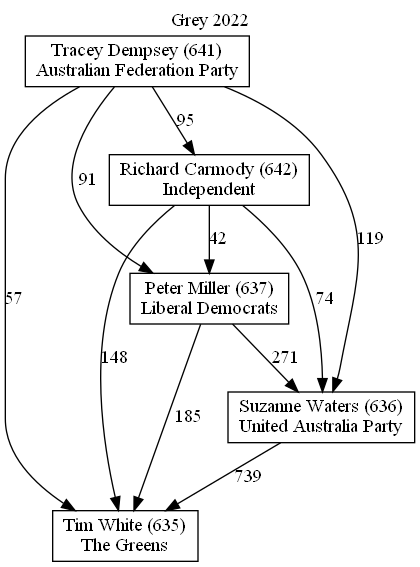 Grey 2022
Tracey Dempsey (641)
Australian Federation Party
95
Richard Carmody (642)
Independent
91
42
119
Peter Miller (637)
Liberal Democrats
57
74
148
271
185
Suzanne Waters (636)
United Australia Party
739
Tim White (635)
The Greens